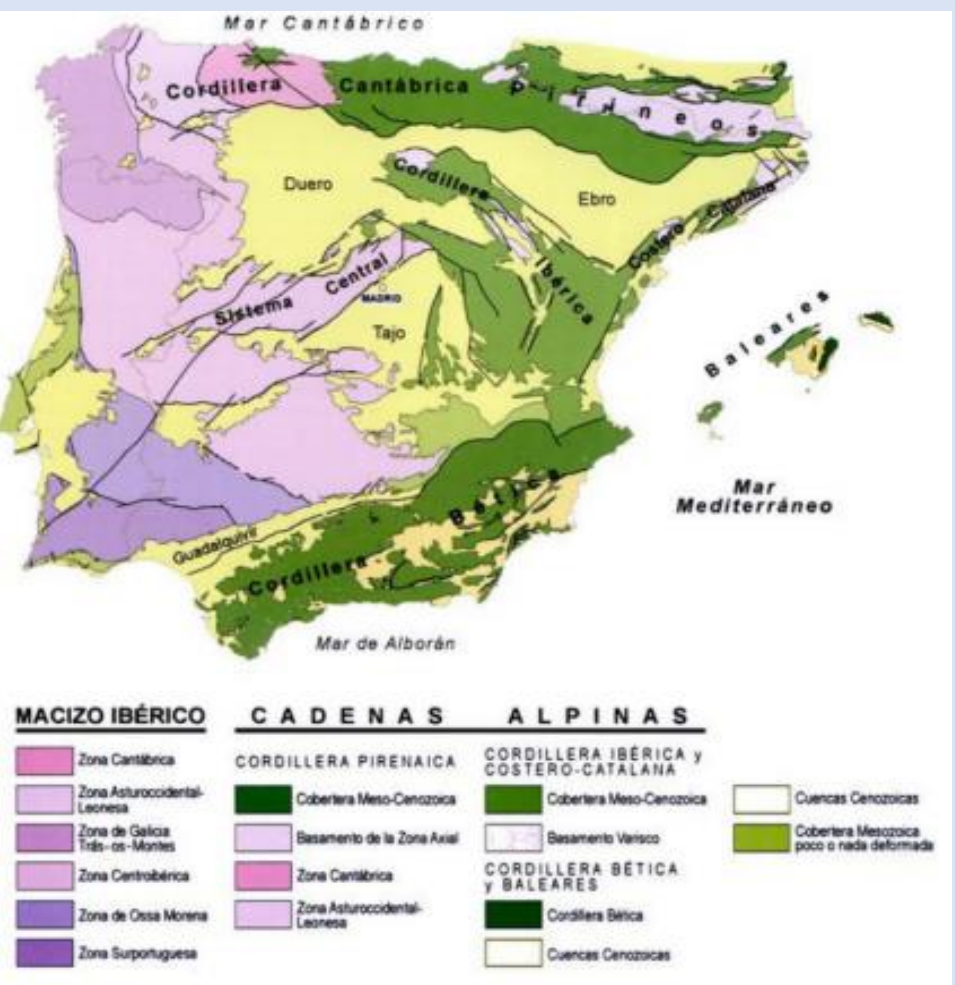 Mar Cantábrico
Cordillera Cantábrica
Pirineos
Duero
Cordillera Ibérica
Ebro
Costero Catalana
Sistema Central
MADRID
Tajo
Baleares
Mar
Mediterráneo
Guadalquivir
Cordillera Bética
Mar de Alborán
MACIZO IBÉRICO
Zona Cantábrica
Zona Asturoccidental-
Leonesa
Zona de Galicia
Trás-os-Montes
Zona Centroibérica
Zona de Ossa Morena
Zona Surportuguesa
CADENAS ALPINAS
CORDILLERA PIRENAICA
Cobertera Meso-Cenozoica
Basamento de la Zona Axial
Zona Cantábrica
Zona Asturoccidental-
Leonesa
CORDILLERA IBÉRICA y
COSTERO-CATALANA
Cobertera Meso-Cenozoica
Basamento Varisco
CORDILLERA BÉTICA
y BALEARES
Cordillera Bética
Cuencas Cenozoicas
Cuencas Cenozoicas
Cobertera Mesozoica
poco o nada deformada